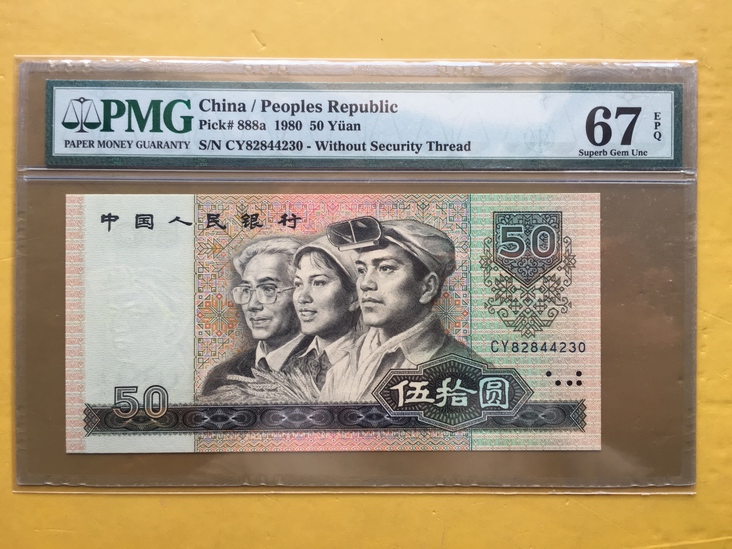 PMG
PAPER MONEY GUARANTY
China / Peoples Republic
Pick# 888a 1980 50 Yüan
S/N CY82844230 - Without Security Thread
67
EPQ
Superb Gem Unc
中国人民银行
50
CY82844230
50
伍拾圆